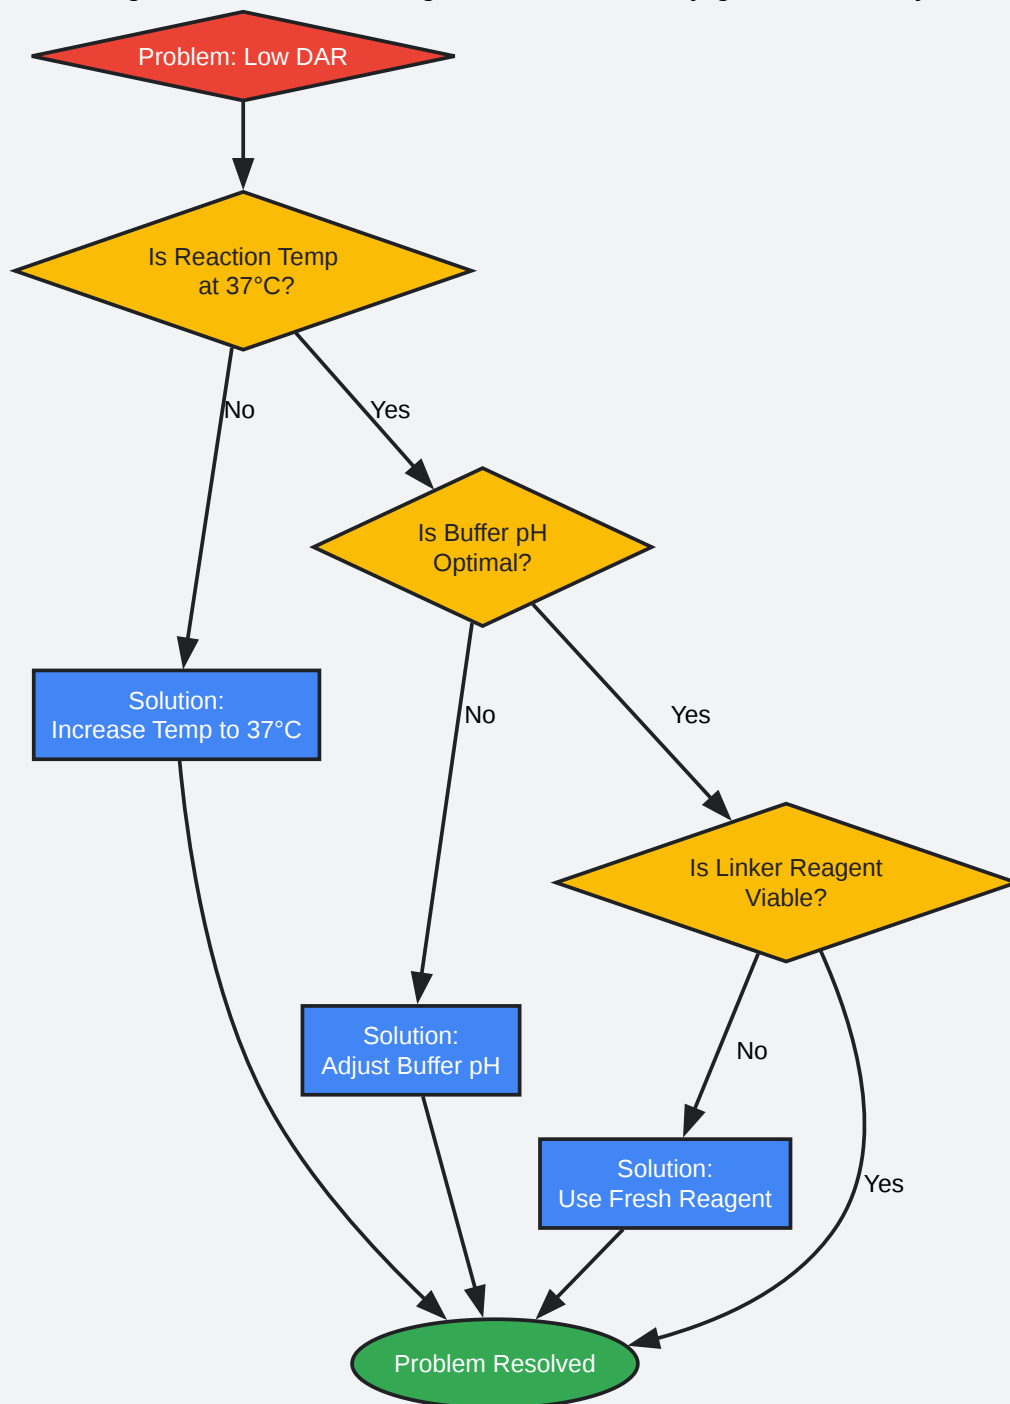 Problem: Low DAR
Is Reaction Temp
at 37°C?
No
Yes
Is Buffer pH
Optimal?
Solution:
Increase Temp to 37°C
No
Yes
Is Linker Reagent
Viable?
Solution:
Adjust Buffer pH
No
Solution:
Use Fresh Reagent
Yes
Problem Resolved